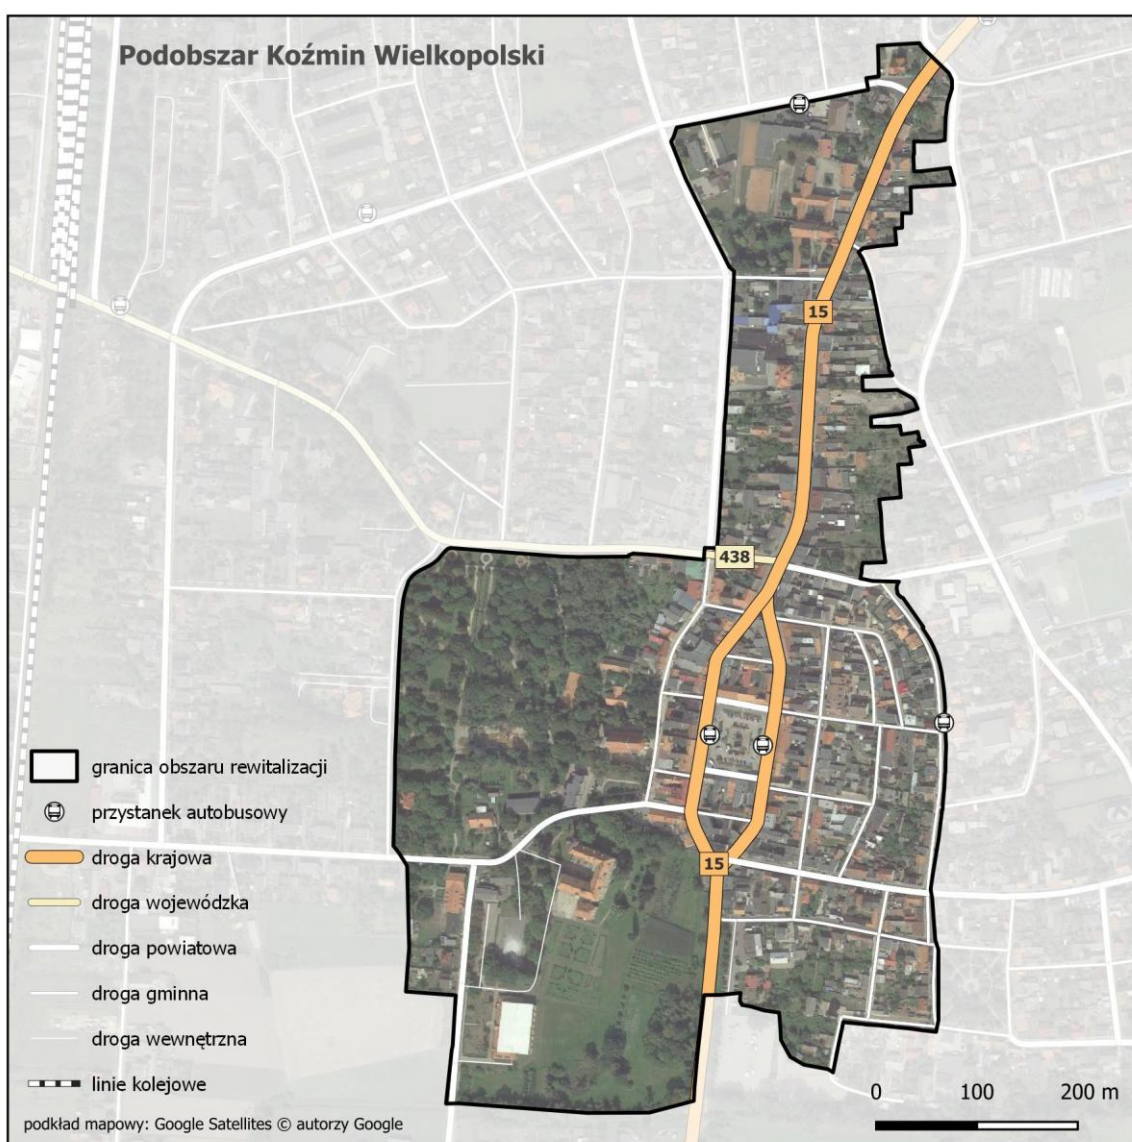 Podobszar Koźmin Wielkopolski
15
438
15
granica obszaru rewitalizacji
przystanek autobusowy
droga krajowa
droga wojewódzka
droga powiatowa
droga gminna
droga wewnętrzna
linie kolejowe
0 100 200 m
podkład mapowy: Google Satellites © autorzy Google